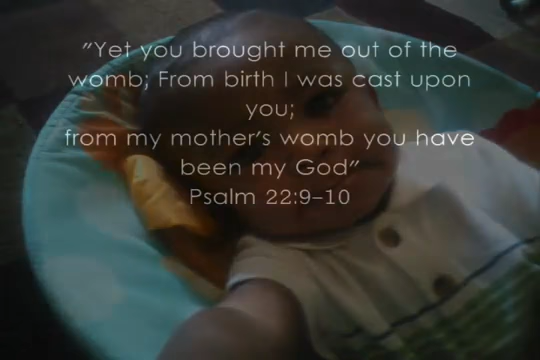 "Yet you brought me out of the
womb; From birth I was cast upon
you;
from my mother's womb you have
been my God"
Psalm 22:9-10